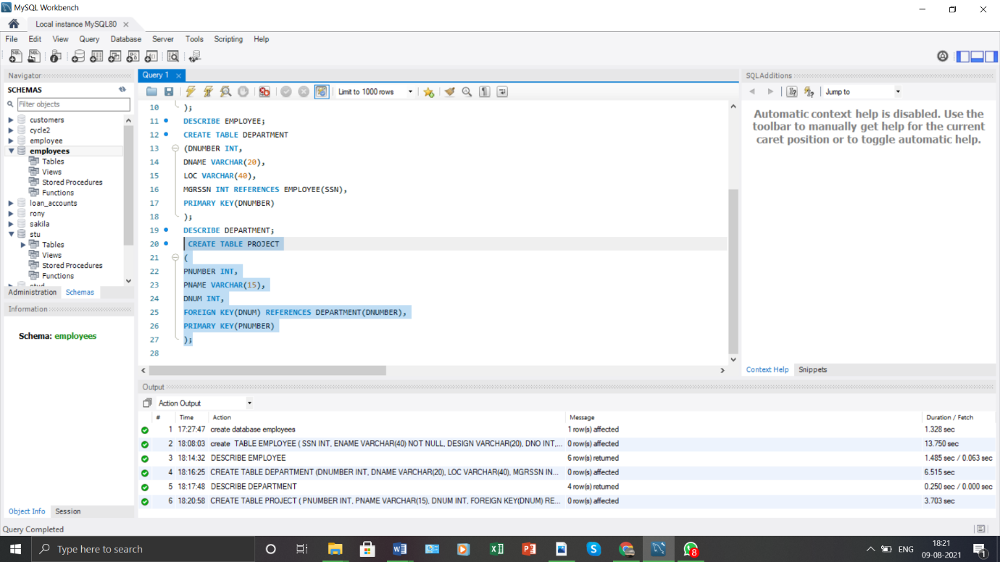 MySQL Workbench
Local instance MySQL80
File Edit View Query Database Server Tools Scripting Help
Navigator
SCHEMAS
Filter objects
customers
cycle2
employee
employees
Tables
Views
Stored Procedures
Functions
loan_accounts
rony
sakila
stu
Tables
Views
Stored Procedures
Functions
Administration Schemas
Information
Schema: employees
Object Info Session
Query 1
Limit to 1000 rows
10 );
11 DESCRIBE EMPLOYEE;
12 CREATE TABLE DEPARTMENT
13 (DNUMBER INT,
14 DNAME VARCHAR(20),
15 LOC VARCHAR(40),
16 MGRSSN INT REFERENCES EMPLOYEE(SSN),
17 PRIMARY KEY(DNUMBER)
18 );
19 DESCRIBE DEPARTMENT;
20 CREATE TABLE PROJECT
21 (
22 PNUMBER INT,
23 PNAME VARCHAR(15),
24 DNUM INT,
25 FOREIGN KEY(DNUM) REFERENCES DEPARTMENT(DNUMBER),
26 PRIMARY KEY(PNUMBER)
27 );
28
SQLAdditions
Jump to
Automatic context help is disabled. Use the
toolbar to manually get help for the current
caret position or to toggle automatic help.
Context Help Snippets
Output
Action Output
# Time Action Message Duration / Fetch
1 17:27:47 create database employees 1 row(s) affected 1.328 sec
2 18:08:03 create TABLE EMPLOYEE ( SSN INT, ENAME VARCHAR(40) NOT NULL, DESIGN VARCHAR(20), DNO INT,... 0 row(s) affected 13.750 sec
3 18:14:32 DESCRIBE EMPLOYEE 6 row(s) returned 1.485 sec / 0.063 sec
4 18:16:25 CREATE TABLE DEPARTMENT (DNUMBER INT, DNAME VARCHAR(20), LOC VARCHAR(40), MGRSSN IN... 0 row(s) affected 6.515 sec
5 18:17:48 DESCRIBE DEPARTMENT 4 row(s) returned 0.250 sec / 0.000 sec
6 18:20:58 CREATE TABLE PROJECT ( PNUMBER INT, PNAME VARCHAR(15), DNUM INT, FOREIGN KEY(DNUM) RE... 0 row(s) affected 3.703 sec
Query Completed
Type here to search
8
ENG
18:21
09-08-2021
1